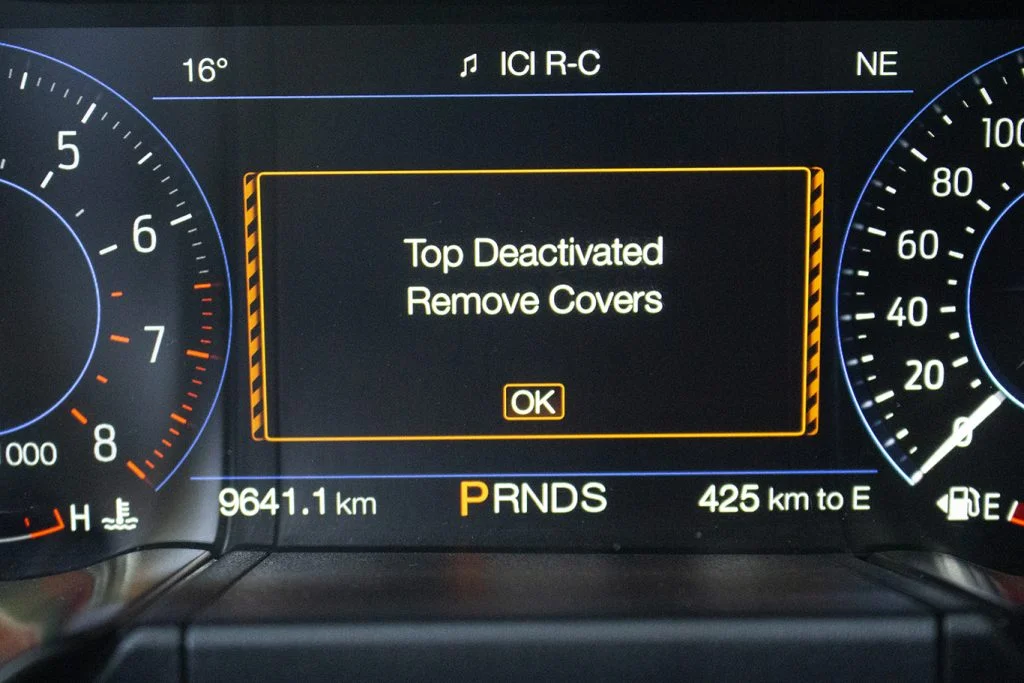 16° ♫ ICI R-C NE
5
6
7
8
1000
H
Top Deactivated
Remove Covers
OK
9641.1 km PRNDS 425 km to E
100
80
60
40
20
0
E